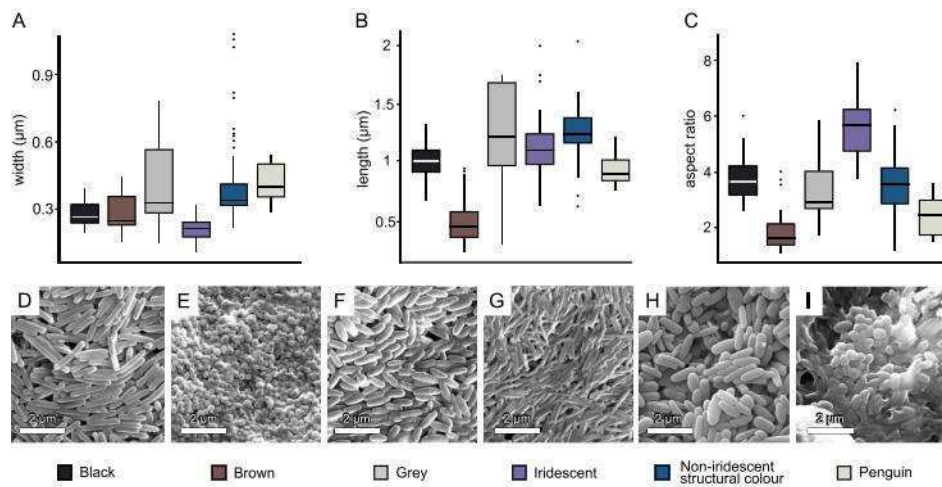 A
B
C
width (μm)
0.9
0.6
0.3
length (μm)
2
1.5
1
0.5
aspect ratio
8
6
4
2
D
E
F
G
H
I
2 μm
2 μm
2 μm
2 μm
2 μm
2 μm
Black
Brown
Grey
Iridescent
Non-iridescent
structural colour
Penguin